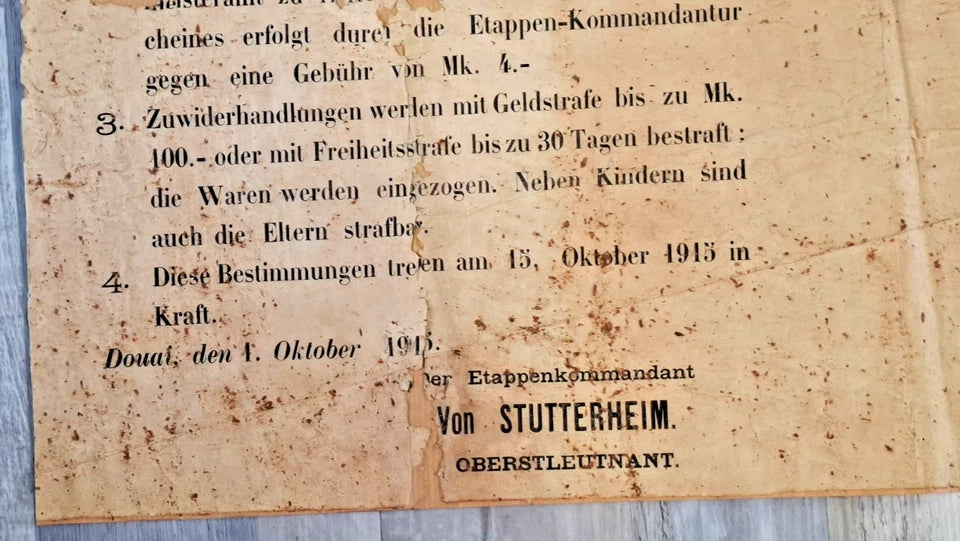 cheines erfolgt durch die Etappen-Kommandantur
gegen eine Gebühr von Mk. 4.-
3. Zuwiderhandlungen werden mit Geldstrafe bis zu Mk.
100.- oder mit Freiheitsstrafe bis zu 30 Tagen bestraft ;
die Waren werden eingezogen. Neben Kindern sind
auch die Eltern strafbar.
4. Diese Bestimmungen treten am 15, Oktober 1915 in
Kraft.
Douai, den 1. Oktober 1915.
Der Etappenkommandant
Von STUTTERHEIM.
OBERSTLEUTNANT.